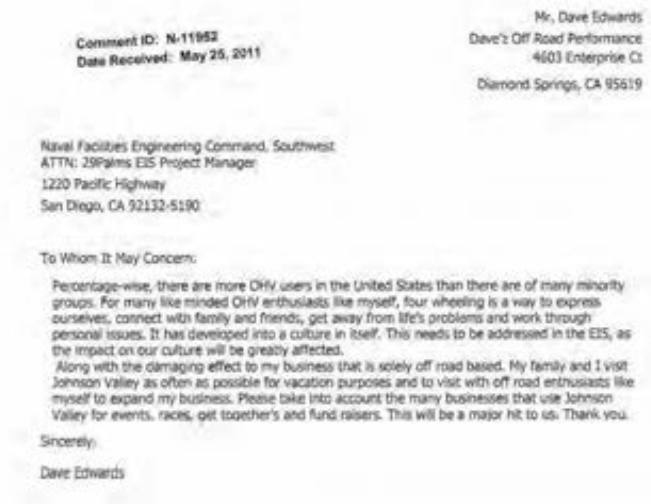 Comment ID: N-11952
Date Received: May 25, 2011
Mr. Dave Edwards
Dave'z Off Road Performance
4603 Enterprise Ct
Diamond Springs, CA 95619
Naval Facilities Engineering Command, Southwest
ATTN: 29Palms EIS Project Manager
1220 Pacific Highway
San Diego, CA 92132-5190
To Whom It May Concern:
Percentage-wise, there are more OHV users in the United States than there are of many minority
groups. For many like minded OHV enthusiasts like myself, four wheeling is a way to express
ourselves, connect with family and friends, get away from life's problems and work through
personal issues. It has developed into a culture in itself. This needs to be addressed in the EIS, as
the impact on our culture will be greatly affected.
Along with the damaging effect to my business that is solely off road based. My family and I visit
Johnson Valley as often as possible for vacation purposes and to visit with off road enthusiasts like
myself to expand my business. Please take into account the many businesses that use Johnson
Valley for events, races, get together's and fund raisers. This will be a major hit to us. Thank you.
Sincerely,
Dave Edwards